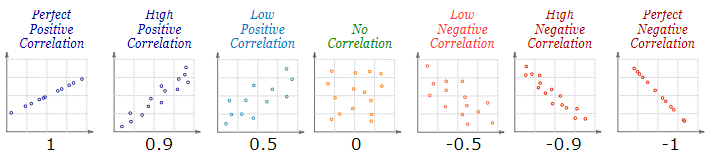 Perfect
Positive
Correlation
High
Positive
Correlation
Low
Positive
Correlation
No
Correlation
Low
Negative
Correlation
High
Negative
Correlation
Perfect
Negative
Correlation
1
0.9
0.5
0
-0.5
-0.9
-1